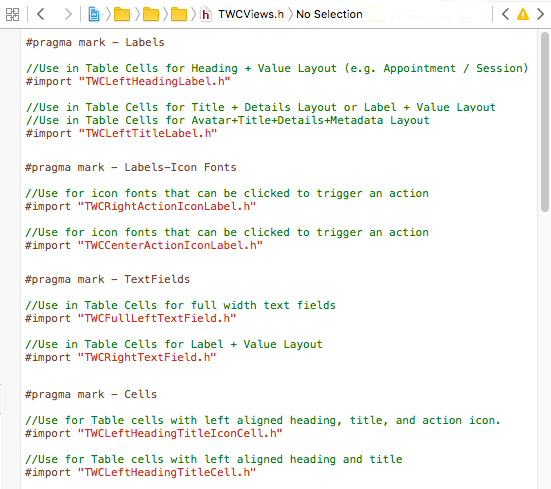 TWCViews.h No Selection
#pragma mark - Labels
//Use in Table Cells for Heading + Value Layout (e.g. Appointment / Session)
#import "TWCLeftHeadingLabel.h"
//Use in Table Cells for Title + Details Layout or Label + Value Layout
//Use in Table Cells for Avatar+Title+Details+Metadata Layout
#import "TWCLeftTitleLabel.h"
#pragma mark - Labels-Icon Fonts
//Use for icon fonts that can be clicked to trigger an action
#import "TWCRightActionIconLabel.h"
//Use for icon fonts that can be clicked to trigger an action
#import "TWCCenterActionIconLabel.h"
#pragma mark - TextFields
//Use in Table Cells for full width text fields
#import "TWCFullLeftTextField.h"
//Use in Table Cells for Label + Value Layout
#import "TWCRightTextField.h"
#pragma mark - Cells
//Use for Table cells with left aligned heading, title, and action icon.
#import "TWCLeftHeadingTitleIconCell.h"
//Use for Table cells with left aligned heading and title
#import "TWCLeftHeadingTitleCell.h"